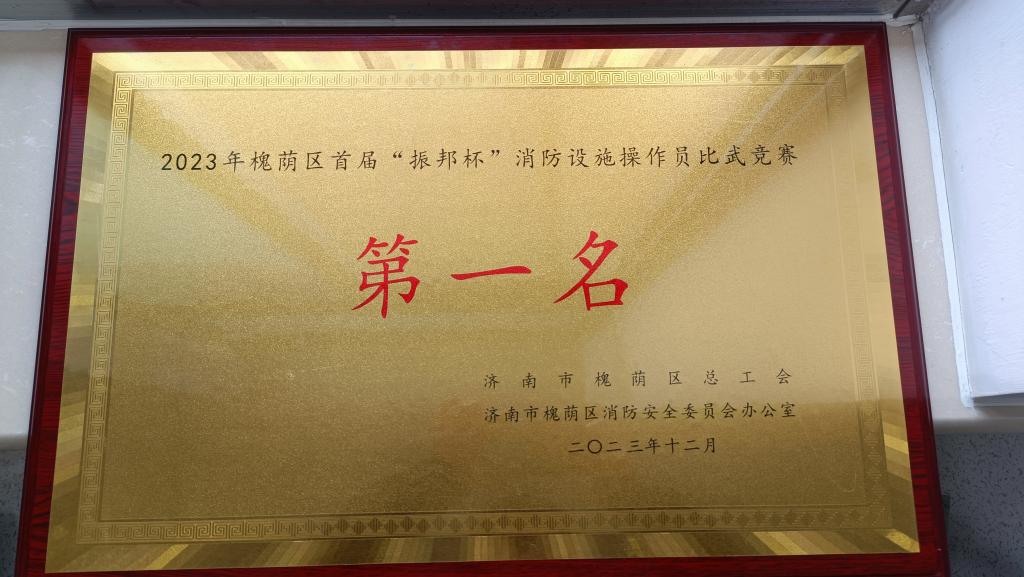 2023年槐荫区首届“振邦杯”消防设施操作员比武竞赛
第一名
济南市槐荫区总工会
济南市槐荫区消防安全委员会办公室
二〇二三年十二月